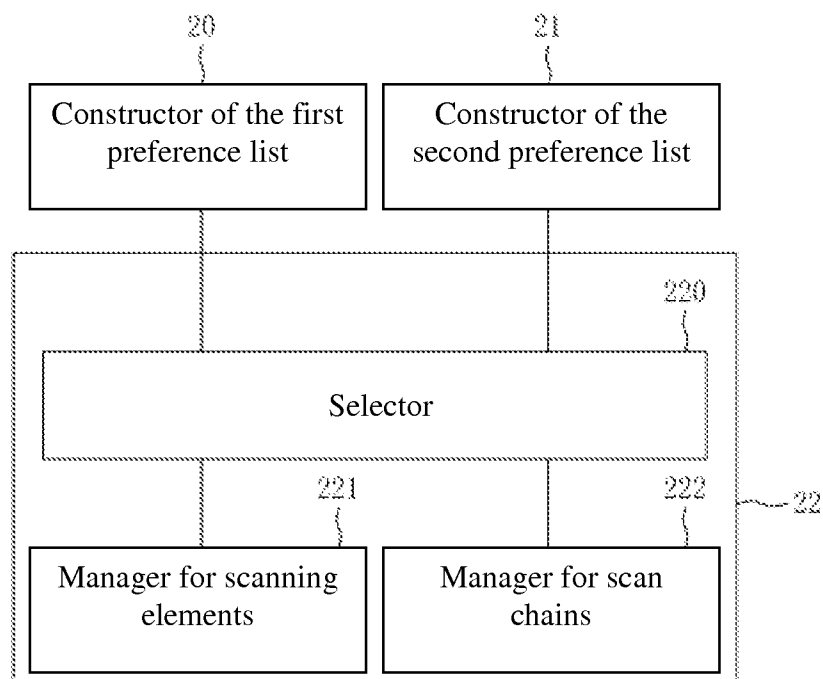 20
21
Constructor of the first
preference list
Constructor of the
second preference list
220
Selector
221
222
22
Manager for scanning
elements
Manager for scan
chains